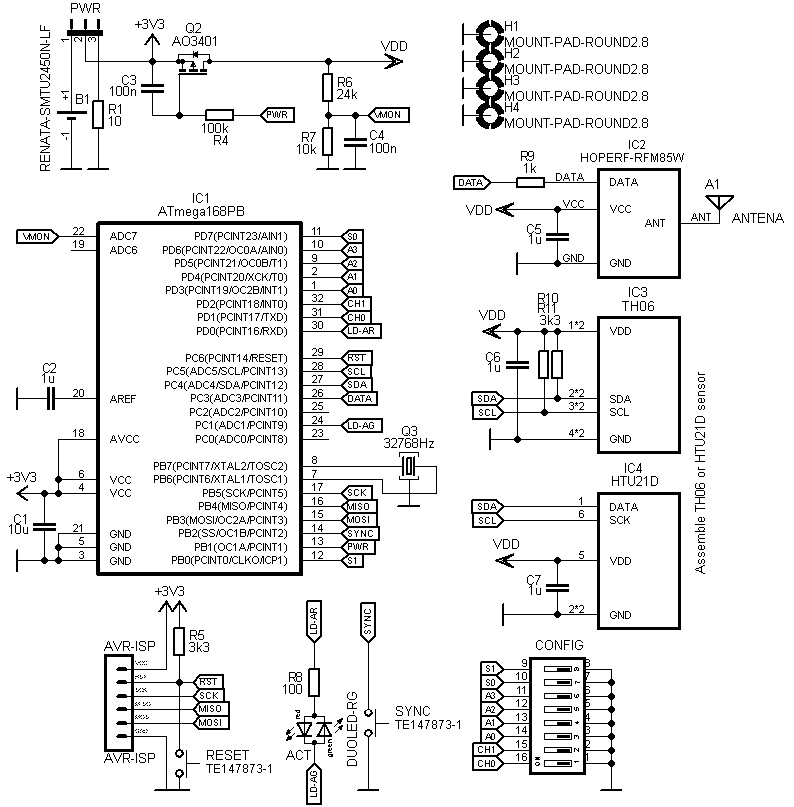 PWR
+3V3
Q2
AO3401
VDD
RENATA-SMTU2450N-LF
1
2
3
+1
B1
-1
R1
10
C3
100n
100k
R4
PWR
R6
24k
VMON
R7
10k
C4
100n
H1
MOUNT-PAD-ROUND2.8
H2
MOUNT-PAD-ROUND2.8
H3
MOUNT-PAD-ROUND2.8
H4
MOUNT-PAD-ROUND2.8
IC2
HOPERF-RFM85W
DATA
R9
1k
DATA
DATA
VDD
VCC
VCC
C5
1u
GND
GND
ANT
ANT
A1
ANTENA
IC1
ATmega168PB
VMON
22
ADC7
19
ADC6
C2
1u
20
AREF
18
AVCC
+3V3
6
VCC
4
VCC
C1
10u
21
GND
5
GND
3
GND
PD7(PCINT23/AIN1)
11
S0
PD6(PCINT22/OC0A/AIN0)
10
A3
PD5(PCINT21/OC0B/T1)
9
A2
PD4(PCINT20/XCK/T0)
2
A1
PD3(PCINT19/OC2B/INT1)
1
A0
PD2(PCINT18/INT0)
32
CH1
PD1(PCINT17/TXD)
31
CH0
PD0(PCINT16/RXD)
30
LD-AR
PC6(PCINT14/RESET)
29
RST
PC5(ADC5/SCL/PCINT13)
28
SCL
PC4(ADC4/SDA/PCINT12)
27
SDA
PC3(ADC3/PCINT11)
26
DATA
PC2(ADC2/PCINT10)
25
PC1(ADC1/PCINT9)
24
LD-AG
PC0(ADC0/PCINT8)
23
PB7(PCINT7/XTAL2/TOSC2)
8
PB6(PCINT6/XTAL1/TOSC1)
7
Q3
32768Hz
PB5(SCK/PCINT5)
17
SCK
PB4(MISO/PCINT4)
16
MISO
PB3(MOSI/OC2A/PCINT3)
15
MOSI
PB2(SS/OC1B/PCINT2)
14
SYNC
PB1(OC1A/PCINT1)
13
PWR
PB0(PCINT0/CLKO/ICP1)
12
S1
IC3
TH06
R10
R11
3k3
VDD
1*2
VDD
C6
1u
SDA
2*2
SDA
SCL
3*2
SCL
4*2
GND
IC4
HTU21D
SDA
1
DATA
SCL
6
SCK
VDD
5
VDD
C7
1u
2*2
GND
Assemble TH06 or HTU21D sensor
+3V3
R5
3k3
AVR-ISP
RST
SCK
MISO
MOSI
AVR-ISP
RESET
TE147873-1
LD-AR
R8
100
red
green
ACT
LD-AG
DUOLED-RG
SYNC
SYNC
TE147873-1
CONFIG
S1
9
8
S0
10
7
A3
11
6
A2
12
5
A1
13
4
A0
14
3
CH1
15
2
CH0
16
1
ON